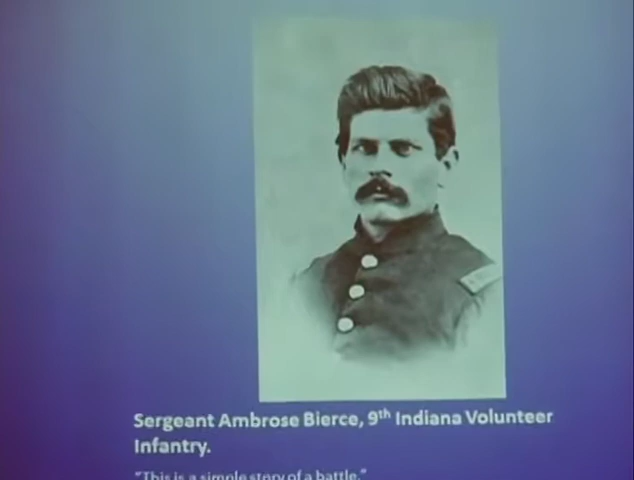 Sergeant Ambrose Bierce, 9th Indiana Volunteer
Infantry.
"This is a simple story of a battle."